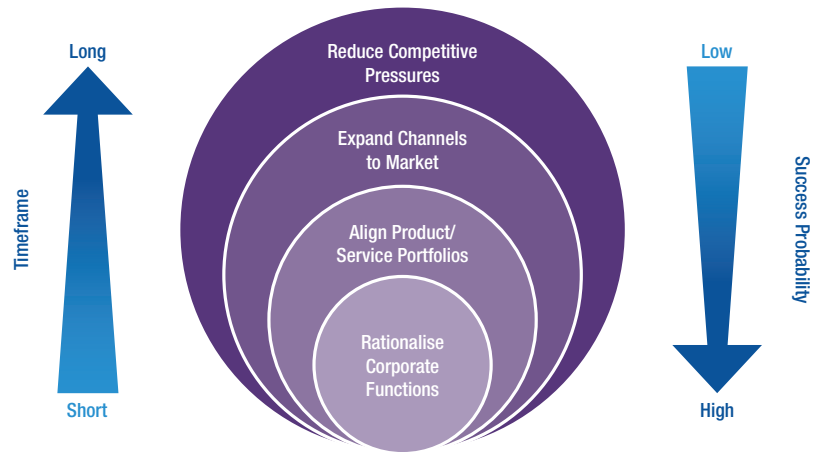 Long
Low
Reduce Competitive
Pressures
Expand Channels
to Market
Timeframe
Success Probability
Align Product/
Service Portfolios
Rationalise
Corporate
Functions
Short
High